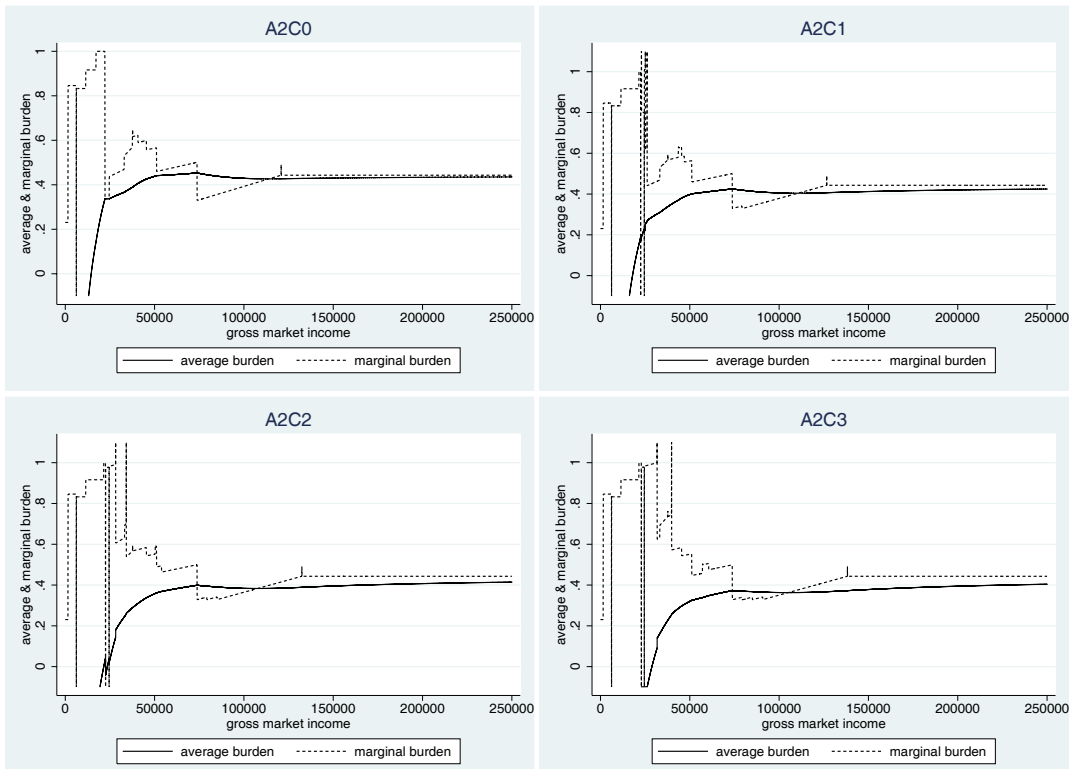 A2C0
average & marginal burden
1
.8
.6
.4
.2
0
0 50000 100000 150000 200000 250000
gross market income
average burden marginal burden
A2C1
average & marginal burden
1
.8
.6
.4
.2
0
0 50000 100000 150000 200000 250000
gross market income
average burden marginal burden
A2C2
average & marginal burden
1
.8
.6
.4
.2
0
0 50000 100000 150000 200000 250000
gross market income
average burden marginal burden
A2C3
average & marginal burden
1
.8
.6
.4
.2
0
0 50000 100000 150000 200000 250000
gross market income
average burden marginal burden